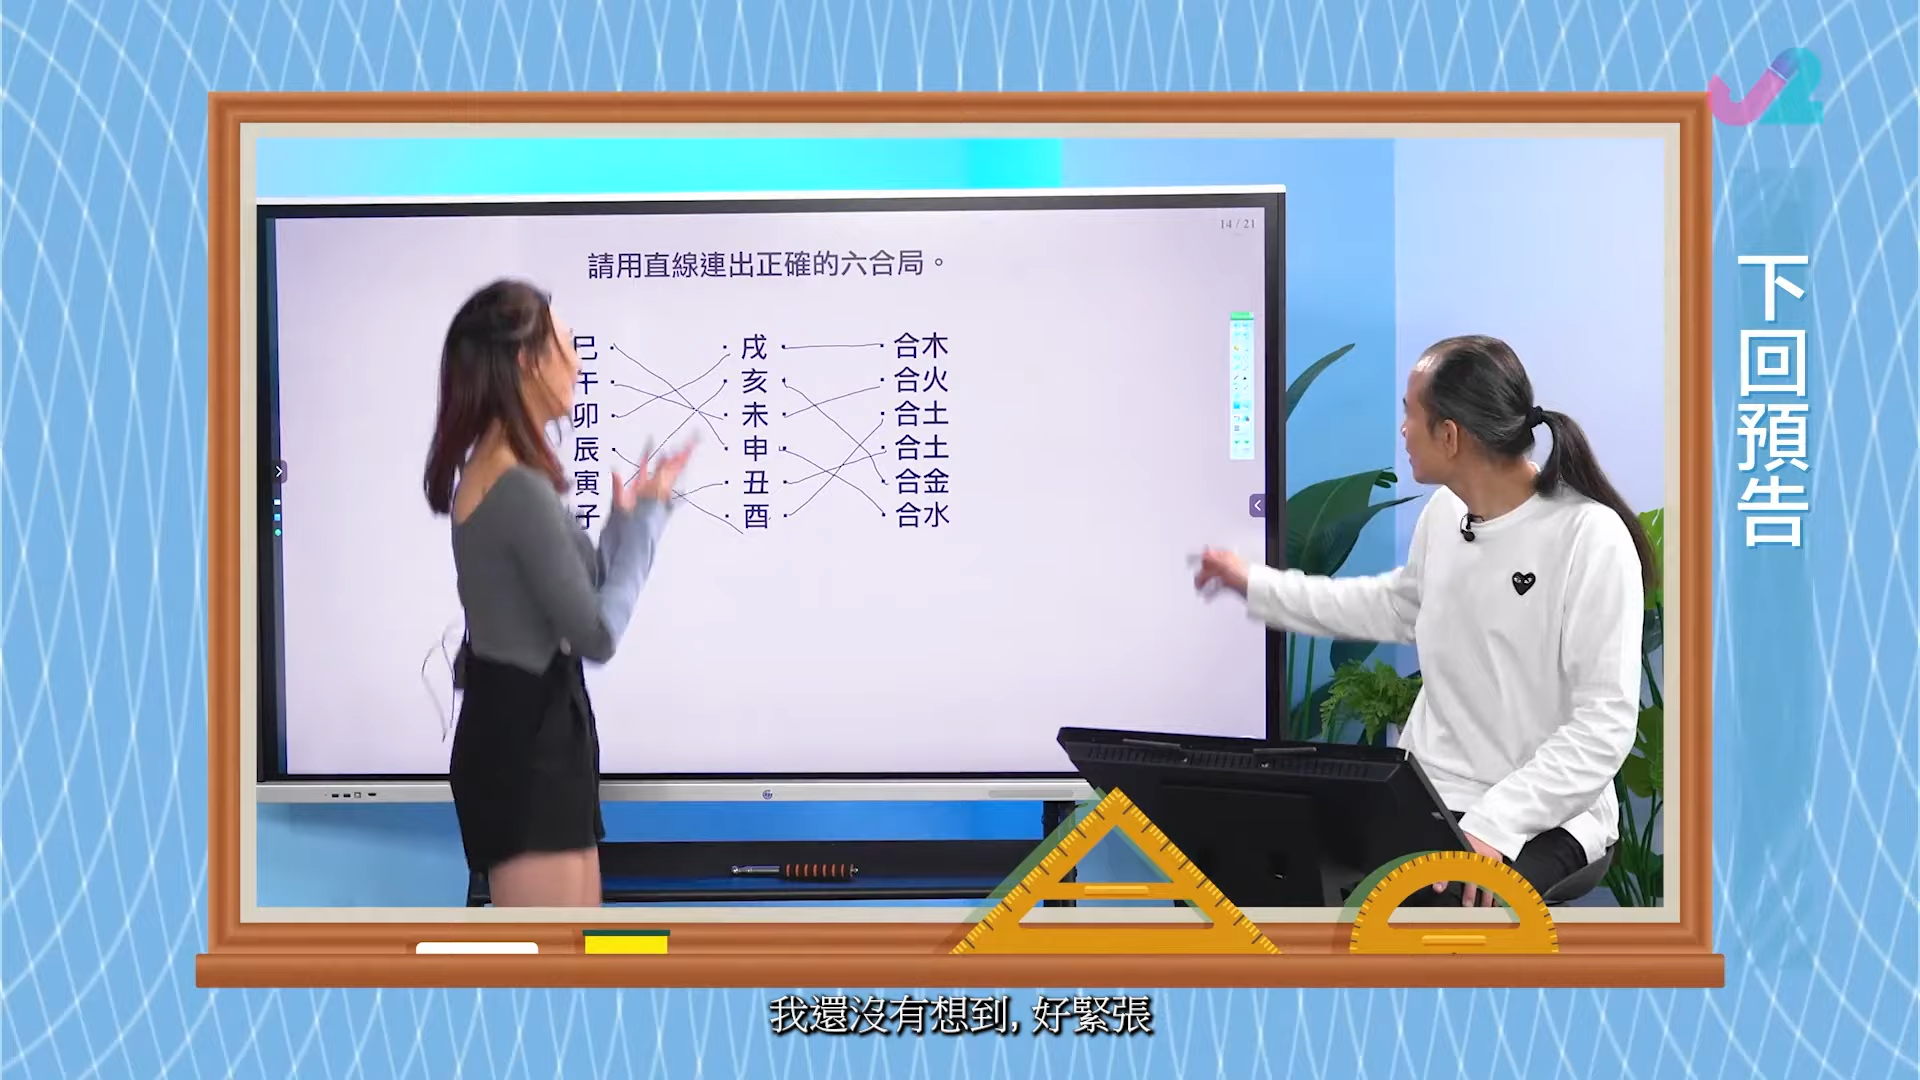 14 / 21
請用直線連出正確的六合局。
巳 戌 合木
午 亥 合火
卯 未 合土
辰 申 合土
寅 丑 合金
子 酉 合水
下回預告
我還沒有想到, 好緊張
J2